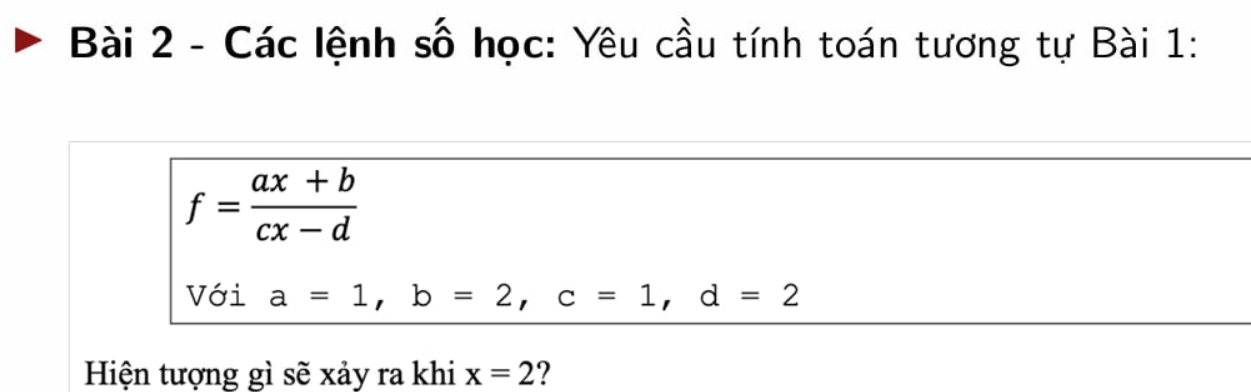 Bài 2 - Các lệnh số học: Yêu cầu tính toán tương tự Bài 1:
f = \frac{ax + b}{cx - d}
Với a = 1, b = 2, c = 1, d = 2
Hiện tượng gì sẽ xảy ra khi x = 2?